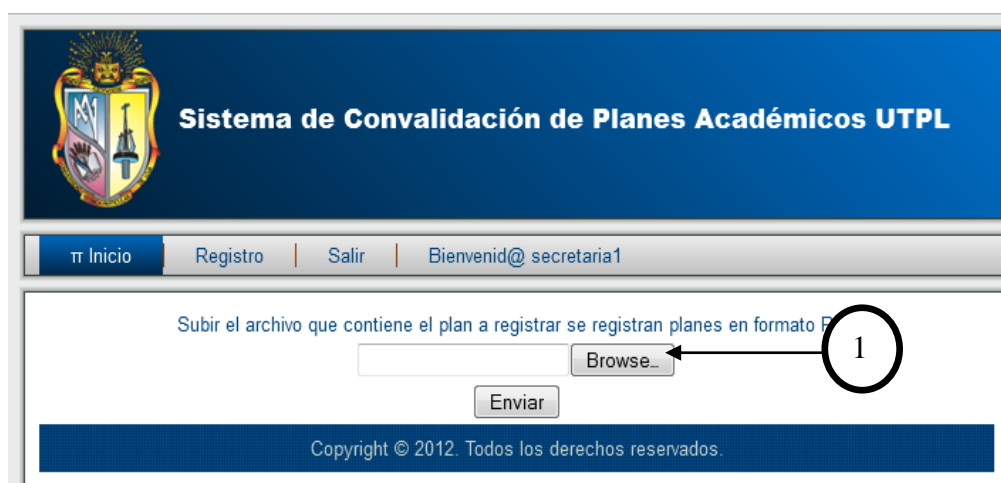 Sistema de Convalidación de Planes Académicos UTPL
π Inicio Registro Salir Bienvenid@ secretaria1
Subir el archivo que contiene el plan a registrar se registran planes en formato
Browse... 1
Enviar
Copyright © 2012. Todos los derechos reservados.